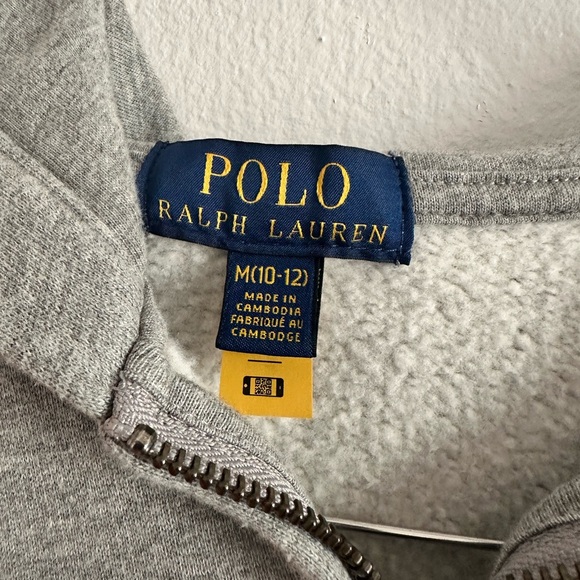 POLO
RALPH LAUREN
M(10-12)
MADE IN
CAMBODIA
FABRIQUÉ AU
CAMBODGE